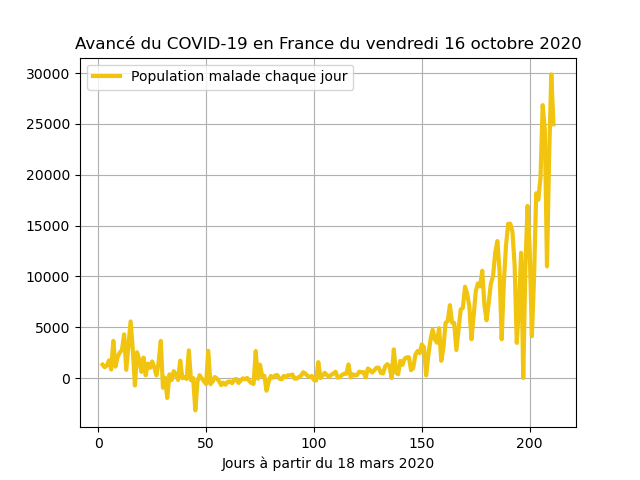 Avancé du COVID-19 en France du vendredi 16 octobre 2020
Population malade chaque jour
30000
25000
20000
15000
10000
5000
0
0 50 100 150 200
Jours à partir du 18 mars 2020